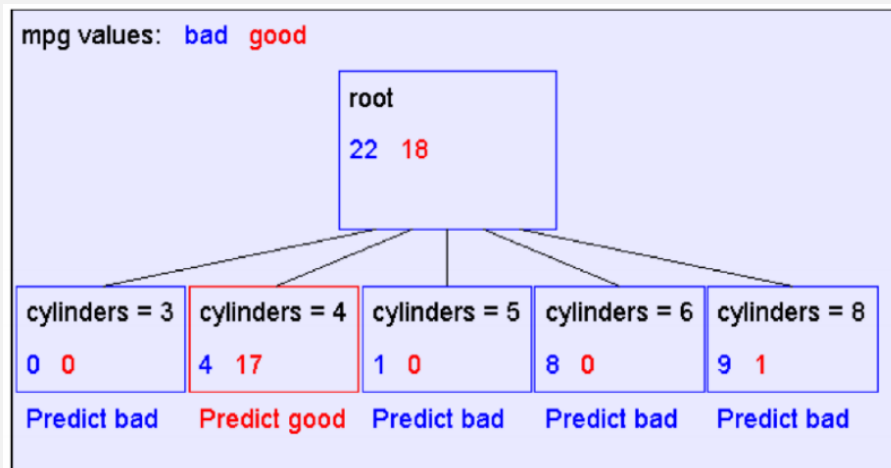 mpg values: bad good
root
22 18
cylinders = 3 cylinders = 4 cylinders = 5 cylinders = 6 cylinders = 8
0 0 4 17 1 0 8 0 9 1
Predict bad Predict good Predict bad Predict bad Predict bad